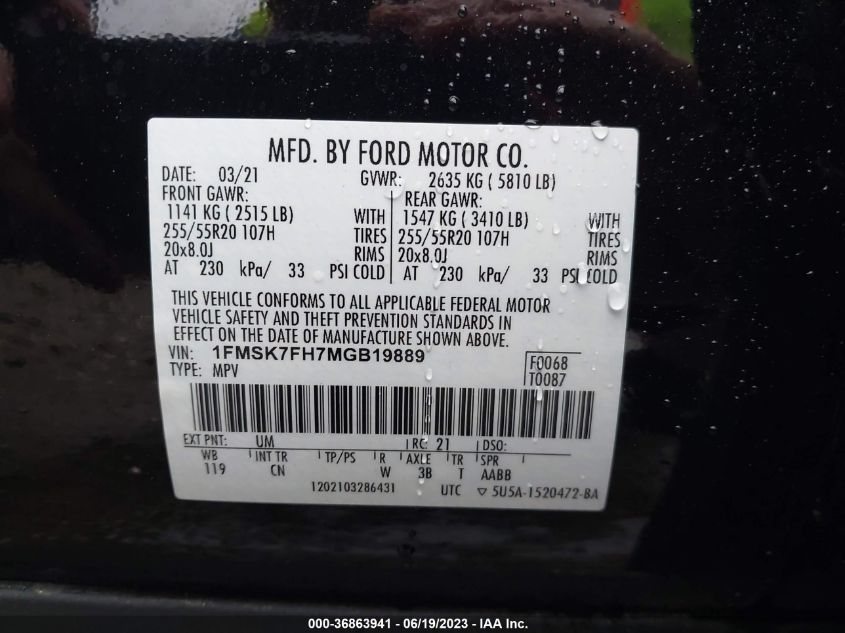 MFD. BY FORD MOTOR CO.
DATE: 03/21 GVWR: 2635 KG ( 5810 LB)
FRONT GAWR: REAR GAWR:
1141 KG ( 2515 LB) WITH 1547 KG ( 3410 LB) WITH
255/55R20 107H TIRES 255/55R20 107H TIRES
20x8.0J RIMS 20x8.0J RIMS
AT 230 kPa/ 33 PSI COLD AT 230 kPa/ 33 PSI COLD
THIS VEHICLE CONFORMS TO ALL APPLICABLE FEDERAL MOTOR
VEHICLE SAFETY AND THEFT PREVENTION STANDARDS IN
EFFECT ON THE DATE OF MANUFACTURE SHOWN ABOVE.
VIN: 1FMSK7FH7MGB19889 F0068
TYPE: MPV T0087
EXT PNT: UM RC: 21 DSO:
WB INT TR TP/PS R AXLE TR SPR
119 CN W 3B T AABB
1202103286431 UTC ▽ 5U5A-1520472-BA
000-36863941 - 06/19/2023 - IAA Inc.